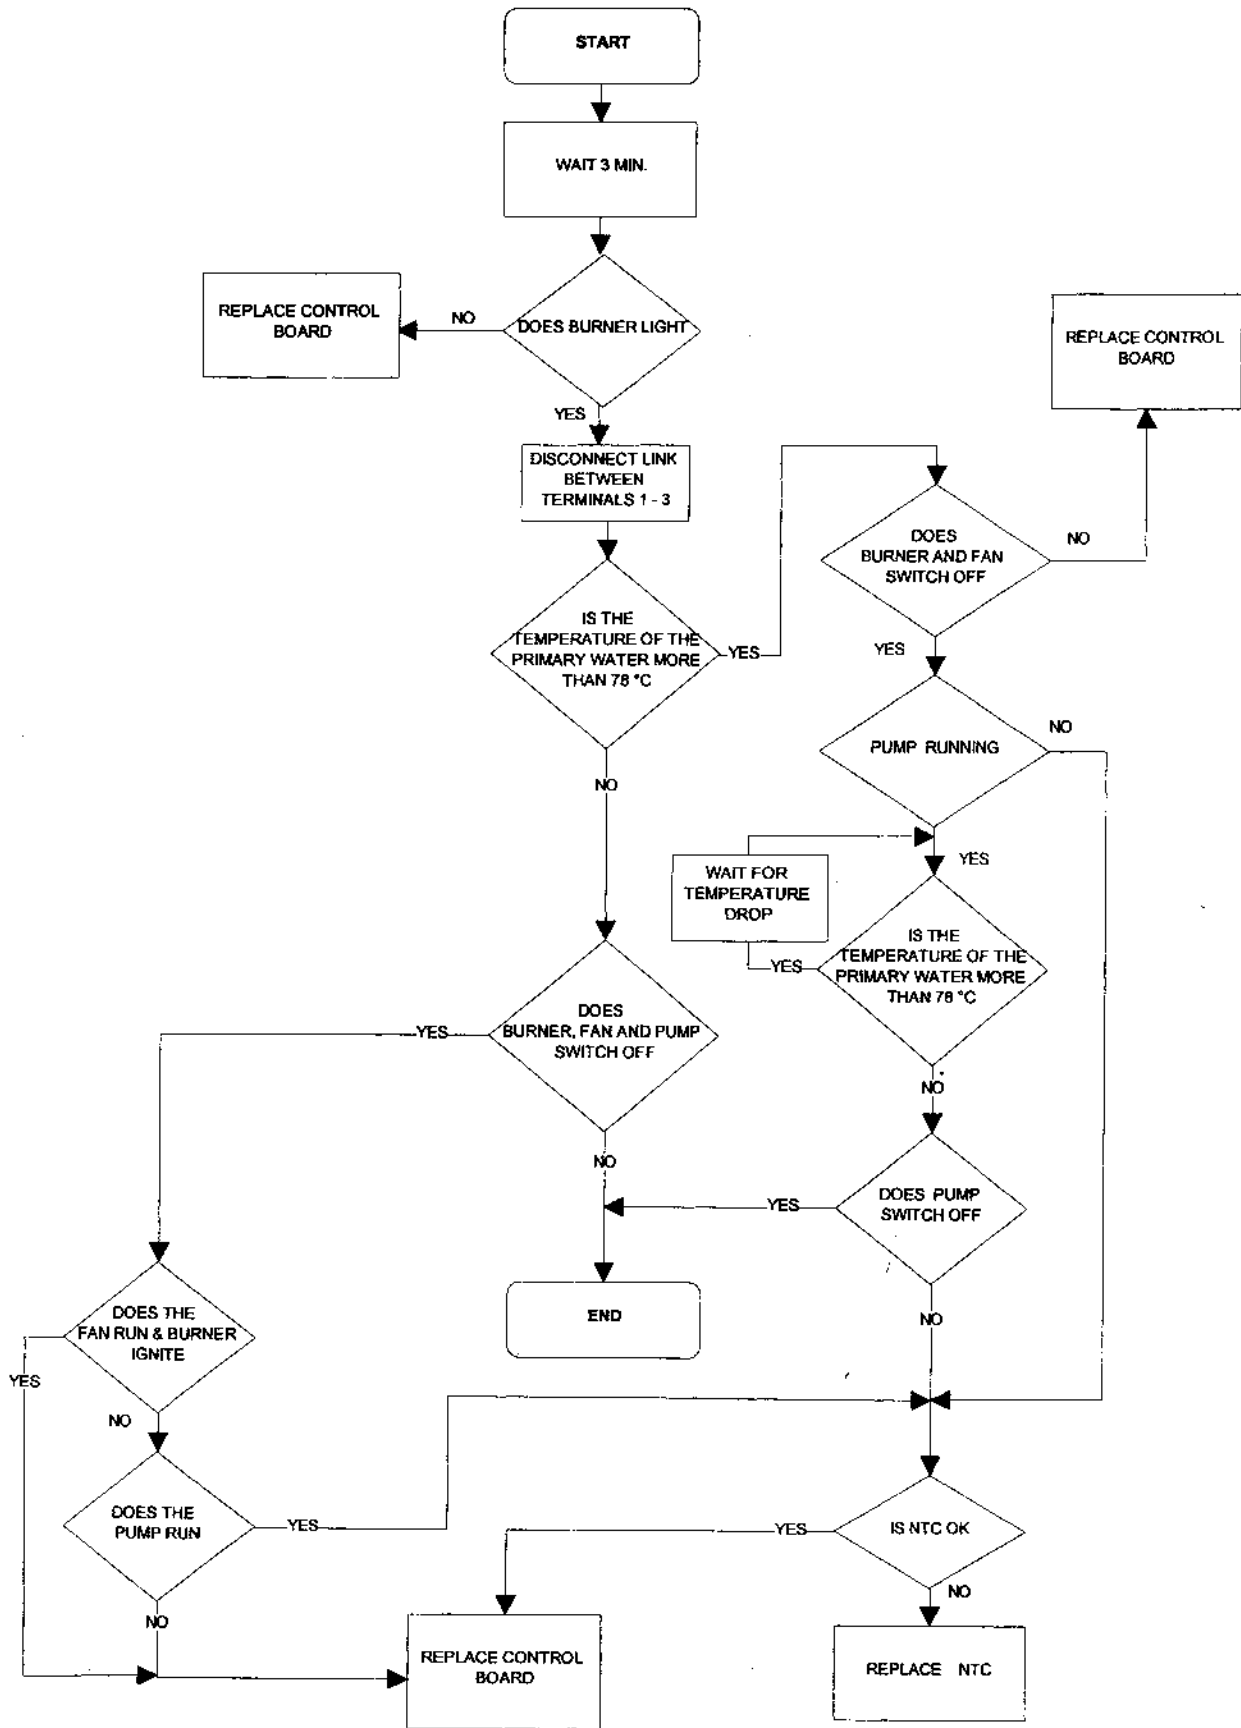 START
WAIT 3 MIN.
DOES BURNER LIGHT
NO
REPLACE CONTROL
BOARD
YES
DISCONNECT LINK
BETWEEN
TERMINALS 1 - 3
IS THE
TEMPERATURE OF THE
PRIMARY WATER MORE
THAN 78 °C
YES
DOES
BURNER AND FAN
SWITCH OFF
NO
REPLACE CONTROL
BOARD
YES
PUMP RUNNING
NO
YES
WAIT FOR
TEMPERATURE
DROP
IS THE
TEMPERATURE OF THE
PRIMARY WATER MORE
THAN 78 °C
YES
NO
DOES PUMP
SWITCH OFF
YES
NO
NO
DOES
BURNER, FAN AND PUMP
SWITCH OFF
YES
NO
END
DOES THE
FAN RUN & BURNER
IGNITE
YES
NO
DOES THE
PUMP RUN
YES
NO
IS NTC OK
YES
NO
REPLACE CONTROL
BOARD
REPLACE NTC